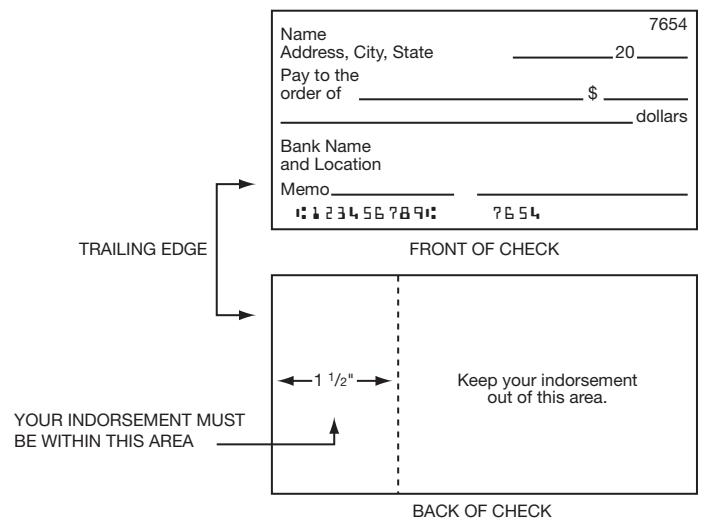 7654
Name
Address, City, State 20
Pay to the
order of $
dollars
Bank Name
and Location
Memo
⑆123456789⑆ 7654
TRAILING EDGE
FRONT OF CHECK
1 1/2"
Keep your indorsement
out of this area.
YOUR INDORSEMENT MUST
BE WITHIN THIS AREA
BACK OF CHECK